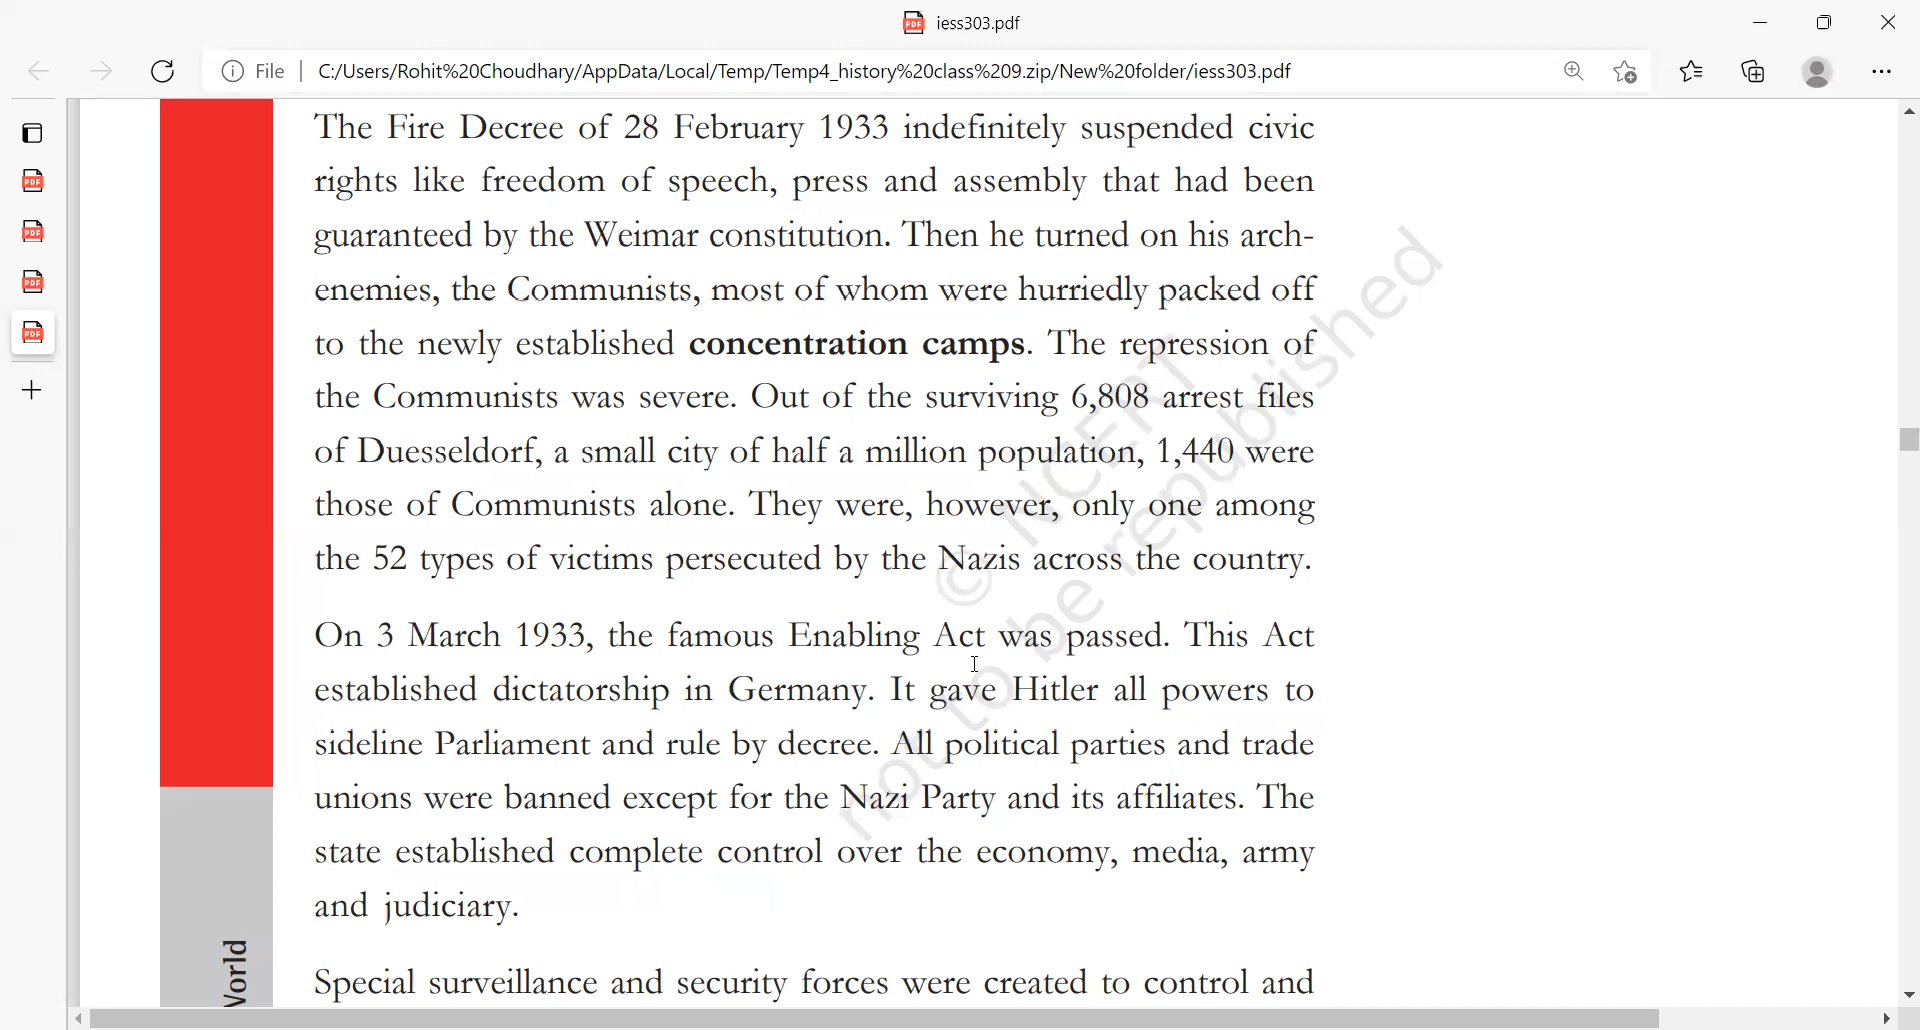 iess303.pdf
File | C:/Users/Rohit%20Choudhary/AppData/Local/Temp/Temp4_history%20class%209.zip/New%20folder/iess303.pdf
The Fire Decree of 28 February 1933 indefinitely suspended civic
rights like freedom of speech, press and assembly that had been
guaranteed by the Weimar constitution. Then he turned on his arch-
enemies, the Communists, most of whom were hurriedly packed off
to the newly established concentration camps. The repression of
the Communists was severe. Out of the surviving 6,808 arrest files
of Duesseldorf, a small city of half a million population, 1,440 were
those of Communists alone. They were, however, only one among
the 52 types of victims persecuted by the Nazis across the country.
On 3 March 1933, the famous Enabling Act was passed. This Act
established dictatorship in Germany. It gave Hitler all powers to
sideline Parliament and rule by decree. All political parties and trade
unions were banned except for the Nazi Party and its affiliates. The
state established complete control over the economy, media, army
and judiciary.
Special surveillance and security forces were created to control and
World
© NCERT
not to be republished